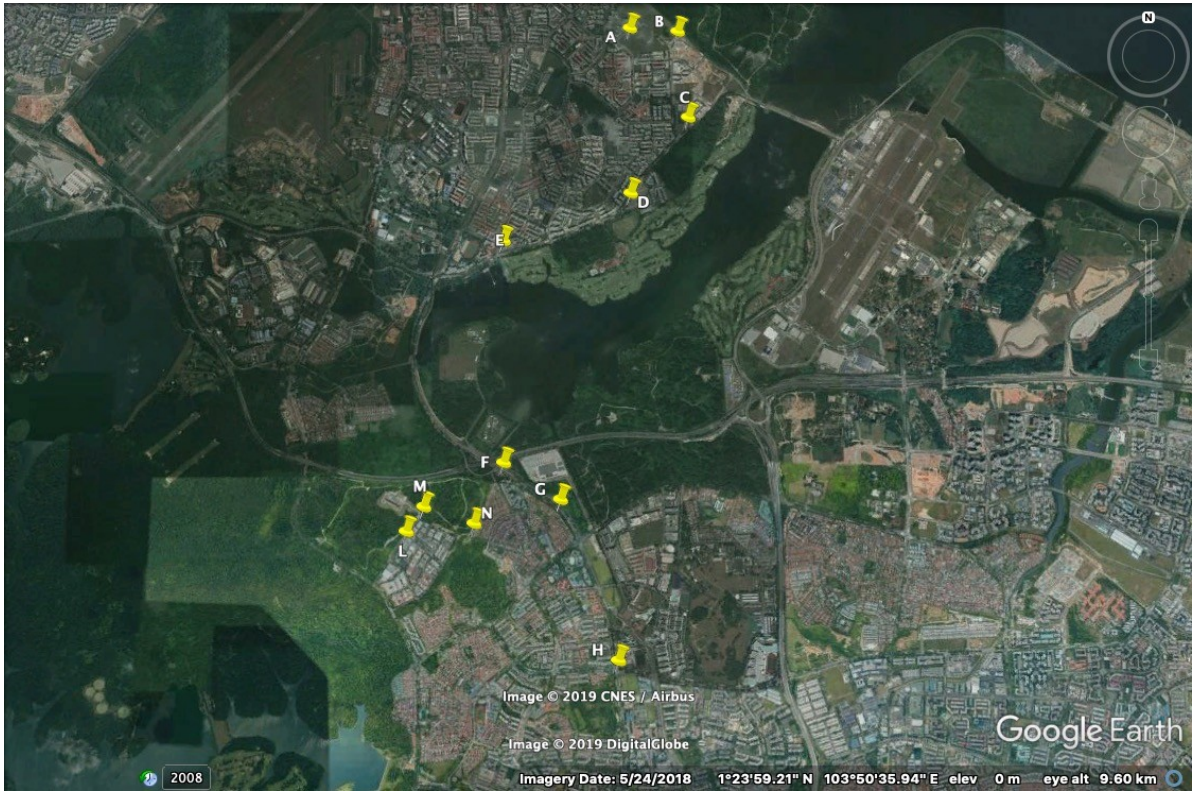 N
A
B
C
D
E
F
G
M
N
L
H
Image © 2019 CNES / Airbus
Google Earth
Image © 2019 DigitalGlobe
2008
Imagery Date: 5/24/2018 1°23'59.21" N 103°50'35.94" E elev 0 m eye alt 9.60 km